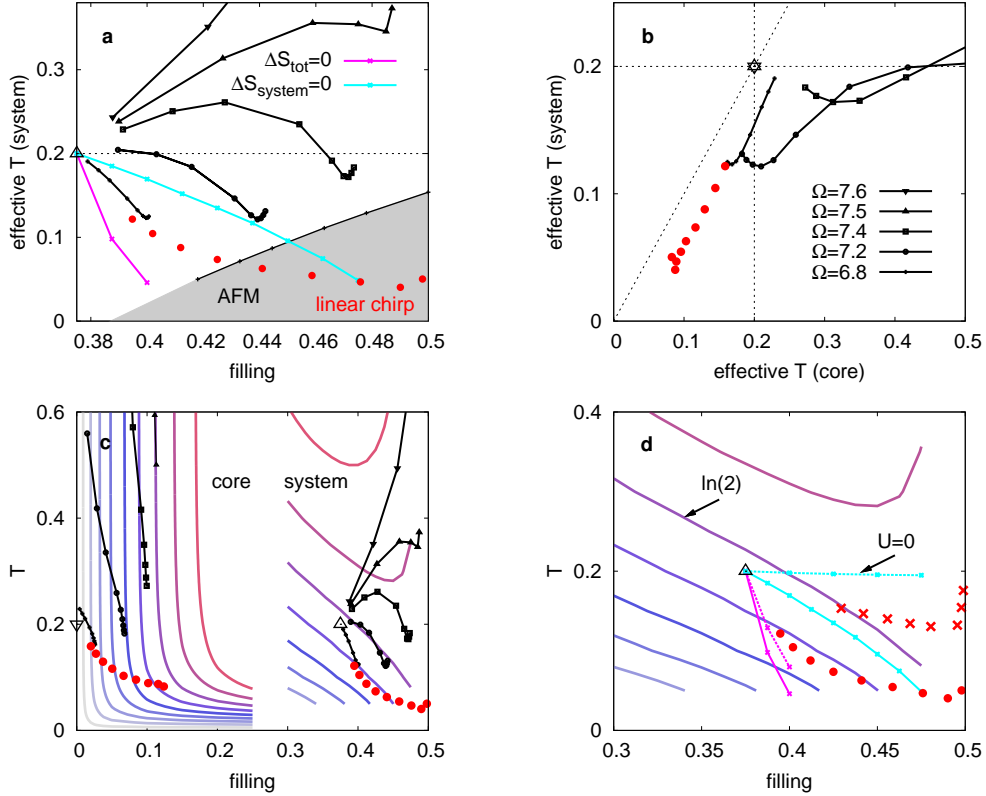 a
ΔS_tot=0
ΔS_system=0
AFM
linear chirp
effective T (system)
0
0.1
0.2
0.3
0.38
0.4
0.42
0.44
0.46
0.48
0.5
filling
b
Ω=7.6
Ω=7.5
Ω=7.4
Ω=7.2
Ω=6.8
effective T (system)
0
0.1
0.2
0
0.1
0.2
0.3
0.4
0.5
effective T (core)
c
core
system
T
0
0.2
0.4
0.6
0
0.1
0.2
0.3
0.4
0.5
filling
d
ln(2)
U=0
T
0
0.2
0.4
0.3
0.35
0.4
0.45
0.5
filling